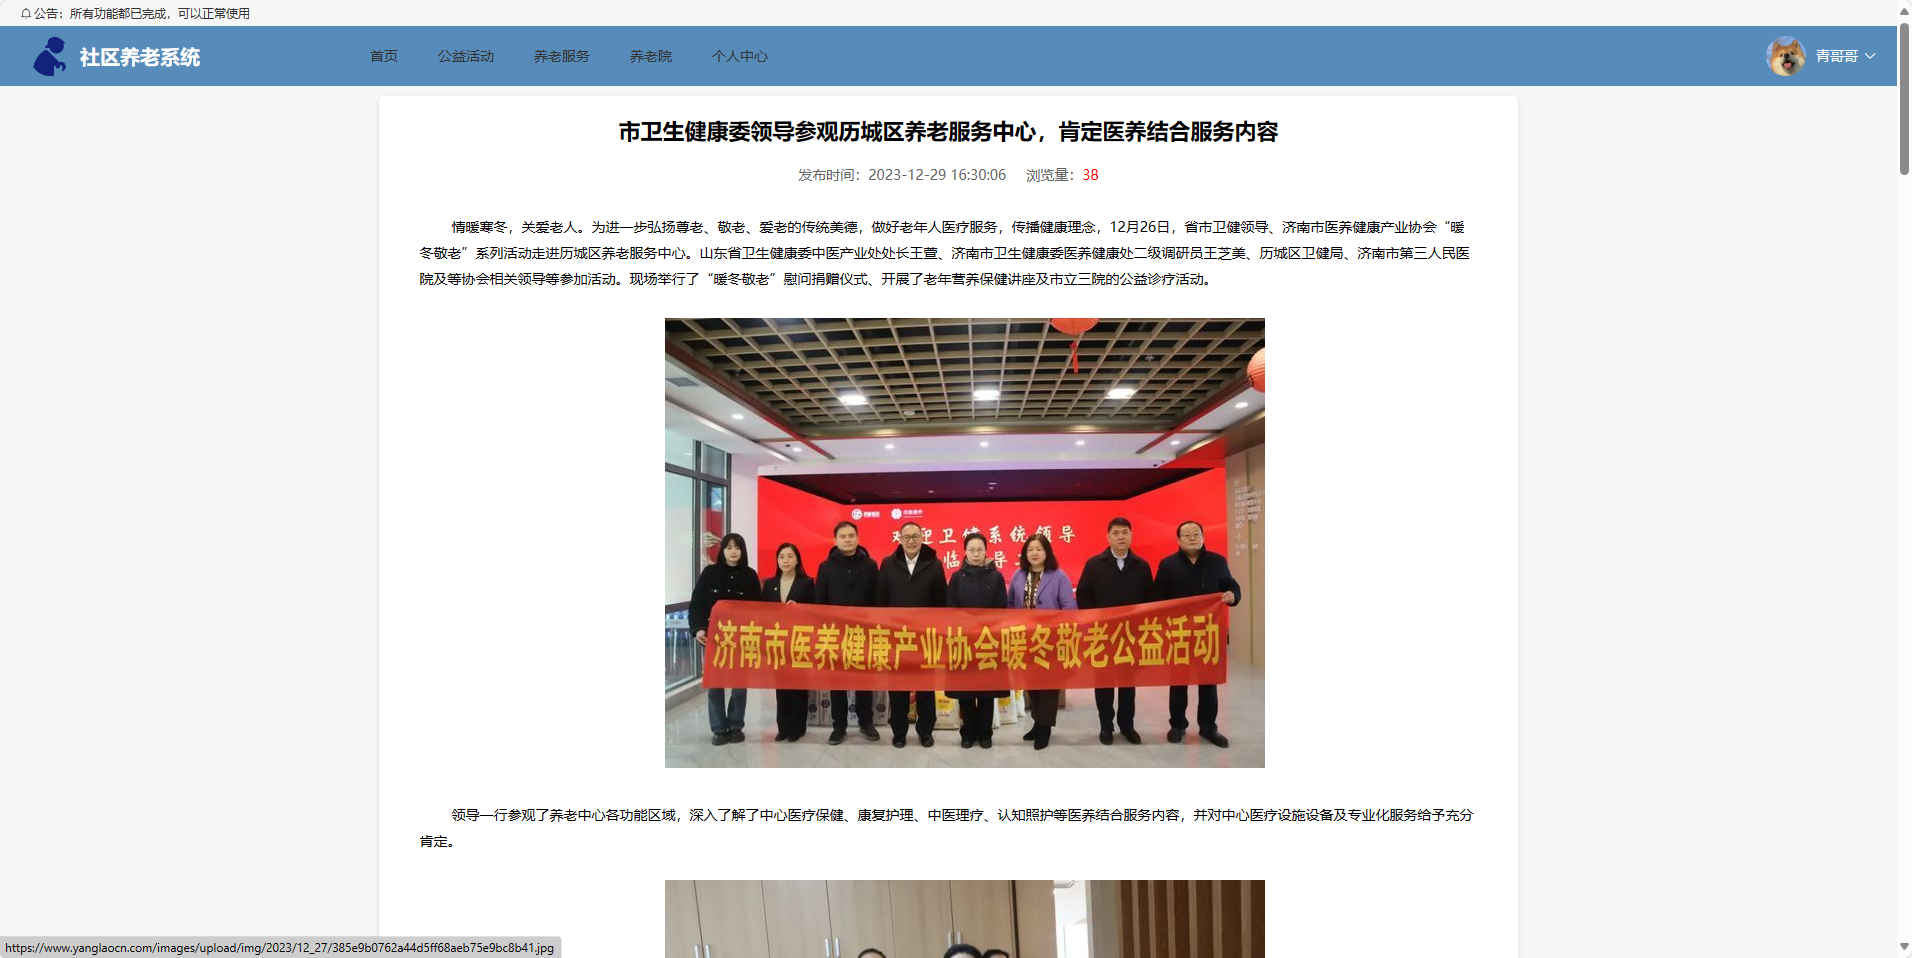 公告：所有功能都已完成，可以正常使用
社区养老系统
首页 公益活动 养老服务 养老院 个人中心
青哥哥
市卫生健康委领导参观历城区养老服务中心，肯定医养结合服务内容
发布时间：2023-12-29 16:30:06 浏览量：38
情暖寒冬，关爱老人。为进一步弘扬尊老、敬老、爱老的传统美德，做好老年人医疗服务，传播健康理念，12月26日，省市卫健领导、济南市医养健康产业协会“暖
冬敬老”系列活动走进历城区养老服务中心。山东省卫生健康委中医药产业处处长王萱、济南市卫生健康委医养健康处二级调研员王芝美、历城区卫健局、济南市第三人民医
院及等协会相关领导等参加活动。现场举行了“暖冬敬老”慰问捐赠仪式、开展了老年营养保健讲座及市立三院的公益诊疗活动。
欢迎卫健系统领导
临 导
济南市医养健康产业协会暖冬敬老公益活动
领导一行参观了养老中心各功能区域，深入了解了中心医疗保健、康复护理、中医理疗、认知照护等医养结合服务内容，并对中心医疗设施设备及专业化服务给予充分
肯定。
https://www.yanglaocn.com/images/upload/img/2023/12_27/385e9b0762a44d5ff68aeb75e9bc8b41.jpg